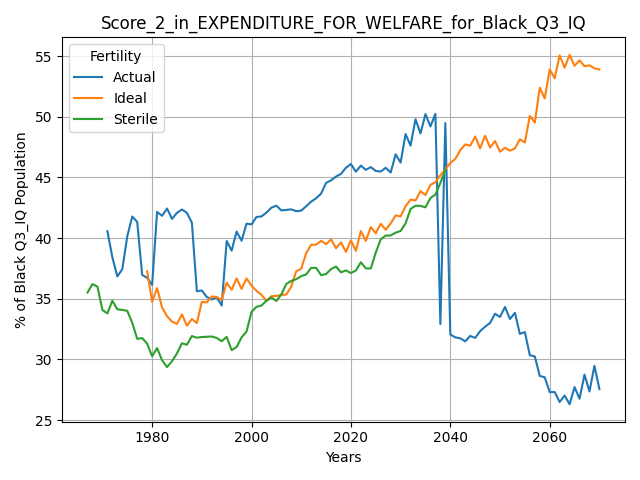 Score_2_in_EXPENDITURE_FOR_WELFARE_for_Black_Q3_IQ
Fertility
Actual
Ideal
Sterile
% of Black Q3_IQ Population
55
50
45
40
35
30
25
1980
2000
2020
2040
2060
Years